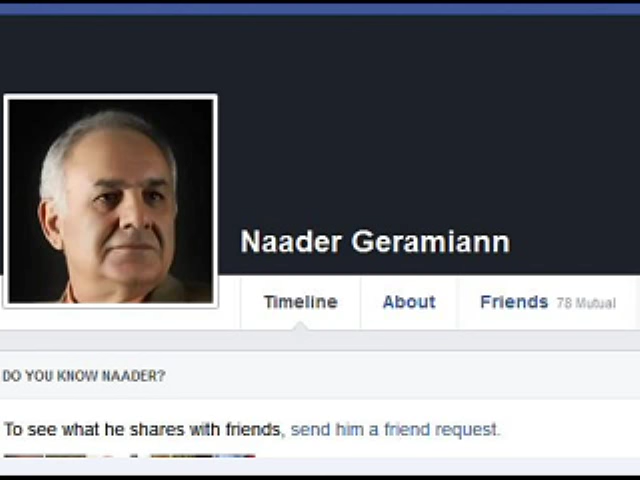 Naader Geramiann
Timeline About Friends 78 Mutual
DO YOU KNOW NAADER?
To see what he shares with friends, send him a friend request.